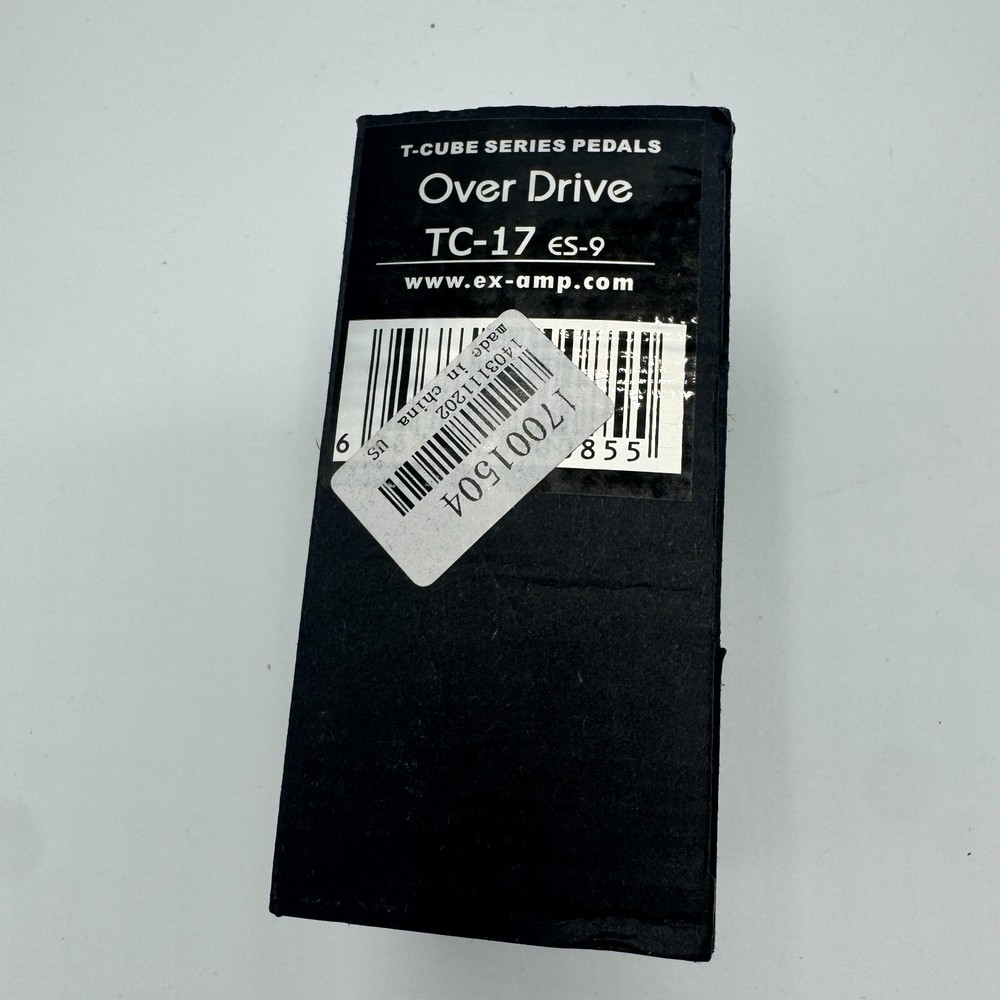 T-CUBE SERIES PEDALS
Over Drive
TC-17 ES-9
www.ex-amp.com
6
855
made in china US
1403111202
17001504